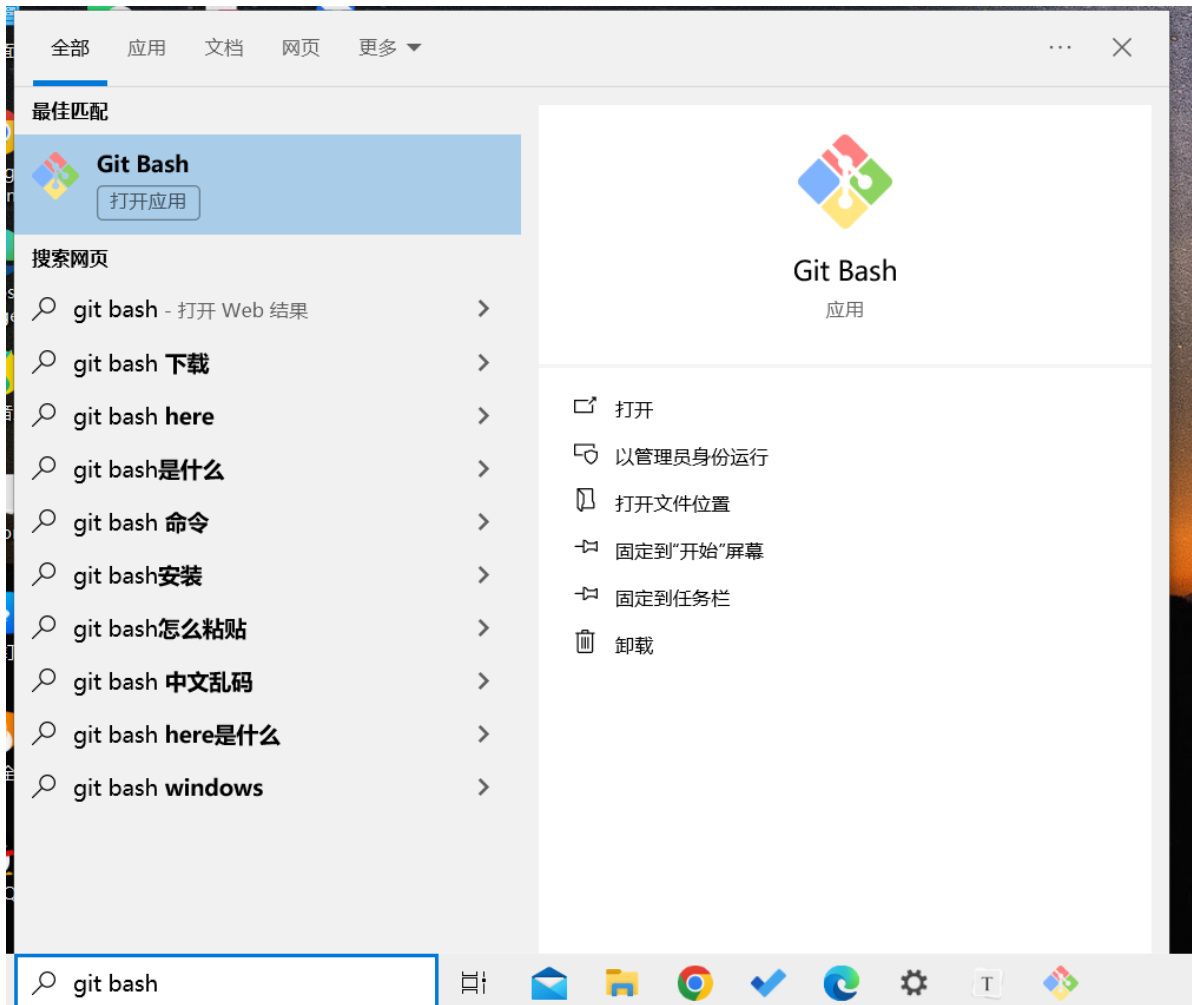 全部 应用 文档 网页 更多
最佳匹配
Git Bash
打开应用
搜索网页
git bash - 打开 Web 结果
git bash 下载
git bash here
git bash是什么
git bash 命令
git bash安装
git bash怎么粘贴
git bash 中文乱码
git bash here是什么
git bash windows
Git Bash
应用
打开
以管理员身份运行
打开文件位置
固定到“开始”屏幕
固定到任务栏
卸载
git bash
T